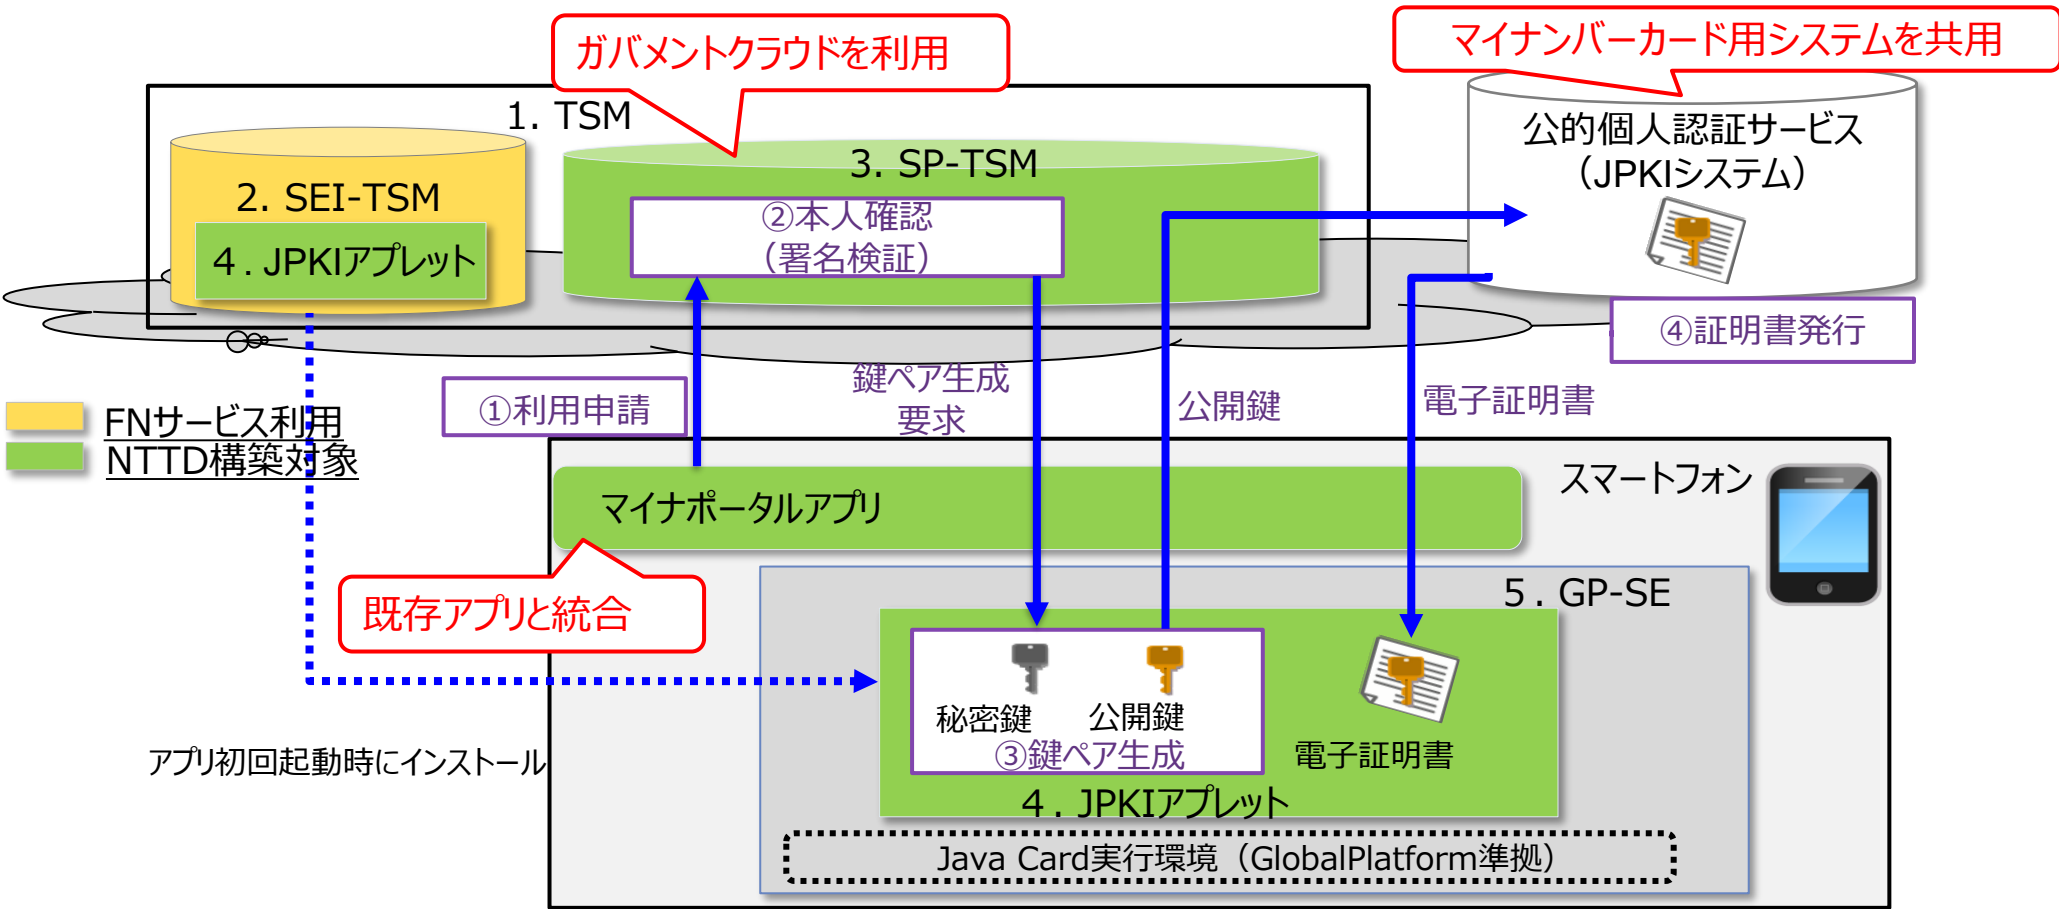 ガバメントクラウドを利用
マイナンバーカード用システムを共用
1. TSM
2. SEI-TSM
４. JPKIアプレット
3. SP-TSM
②本人確認
（署名検証）
公的個人認証サービス
（JPKIシステム）
④証明書発行
①利用申請
鍵ペア生成
要求
公開鍵
電子証明書
FNサービス利用
NTTD構築対象
マイナポータルアプリ
スマートフォン
既存アプリと統合
５. GP-SE
秘密鍵
公開鍵
③鍵ペア生成
電子証明書
４. JPKIアプレット
アプリ初回起動時にインストール
Java Card実行環境（GlobalPlatform準拠）